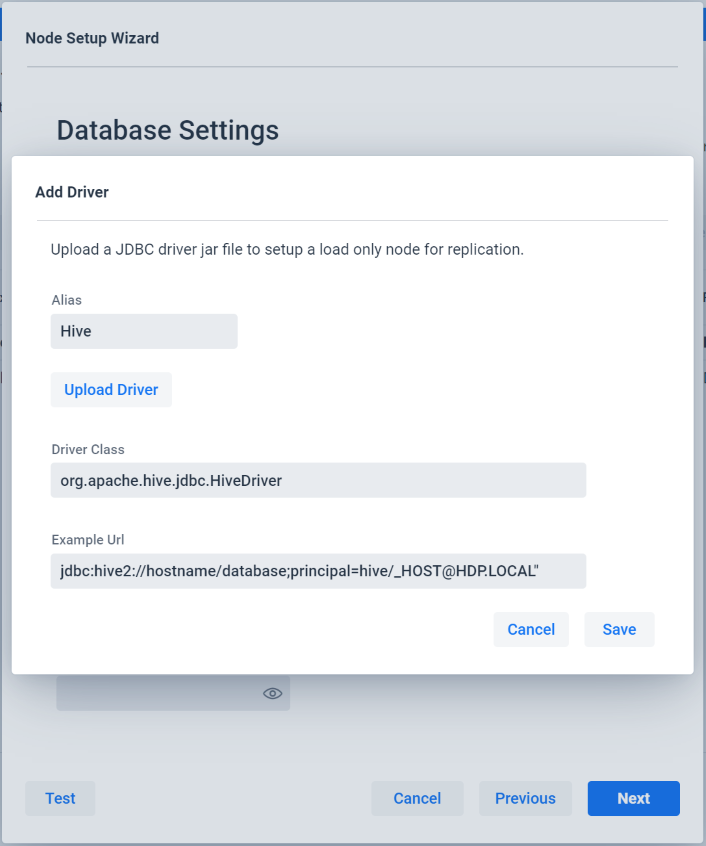 Node Setup Wizard
Database Settings
Add Driver
Upload a JDBC driver jar file to setup a load only node for replication.
Alias
Hive
Upload Driver
Driver Class
org.apache.hive.jdbc.HiveDriver
Example Url
jdbc:hive2://hostname/database;principal=hive/_HOST@HDP.LOCAL"
Cancel Save
Test Cancel Previous Next